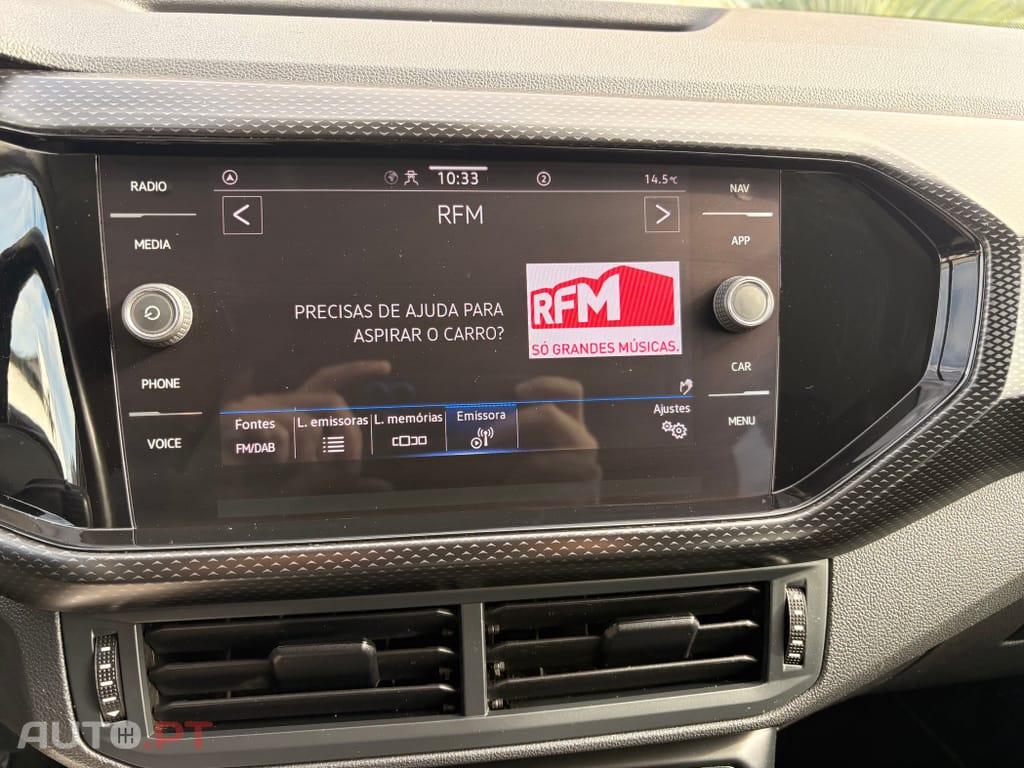 10:33
2
14.5°C
RADIO
MEDIA
PHONE
VOICE
NAV
APP
CAR
MENU
<
RFM
>
PRECISAS DE AJUDA PARA
ASPIRAR O CARRO?
RFM
SÓ GRANDES MÚSICAS.
Fontes
FM/DAB
L. emissoras
L. memórias
Emissora
Ajustes
AUTO.PT